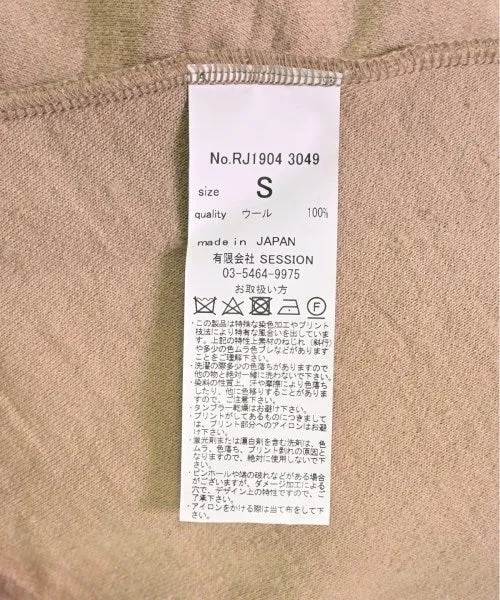 No.RJ1904 3049
size S
quality ウール 100%
made in JAPAN
有限会社 SESSION
03-5464-9975
お取扱い方
F
・この製品は特殊な染色加工やプリント
技法により特有な風合いを出していま
す。上記の特性上素材のねじれ（斜行）
や多少の色ムラ色ブレなどがあります
ことをご理解下さい。
・洗濯の際多少の色落ちがありますので
他の物と絶対一緒に洗わないで下さい。
・染料の性質上、汗や摩擦により色落ち
したり、他に色移りすることがありま
すので、ご注意下さい。
・タンブラー乾燥はお避け下さい。
・プリントがしてあるものにつきまして
は、プリント部分へのアイロンはお避
け下さい。
・蛍光剤または漂白剤を含む洗剤は、色
ムラ、色落ち、プリント剥れの原因と
なりますので、絶対に使用しないで下
さい。
・ピンホールや端の破れなどがある場合
がございますが、ダメージ加工による
穴で、デザイン上の特性ですので、ご
了承下さい。
・アイロンをかける際は当て布をして下
さい。